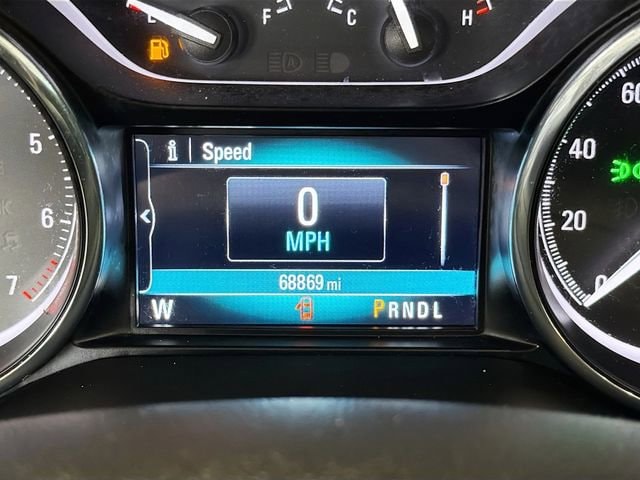 E F C H
A
i Speed
0
MPH
68869 mi
W PRNDL
5
6
7
60
40
20
0